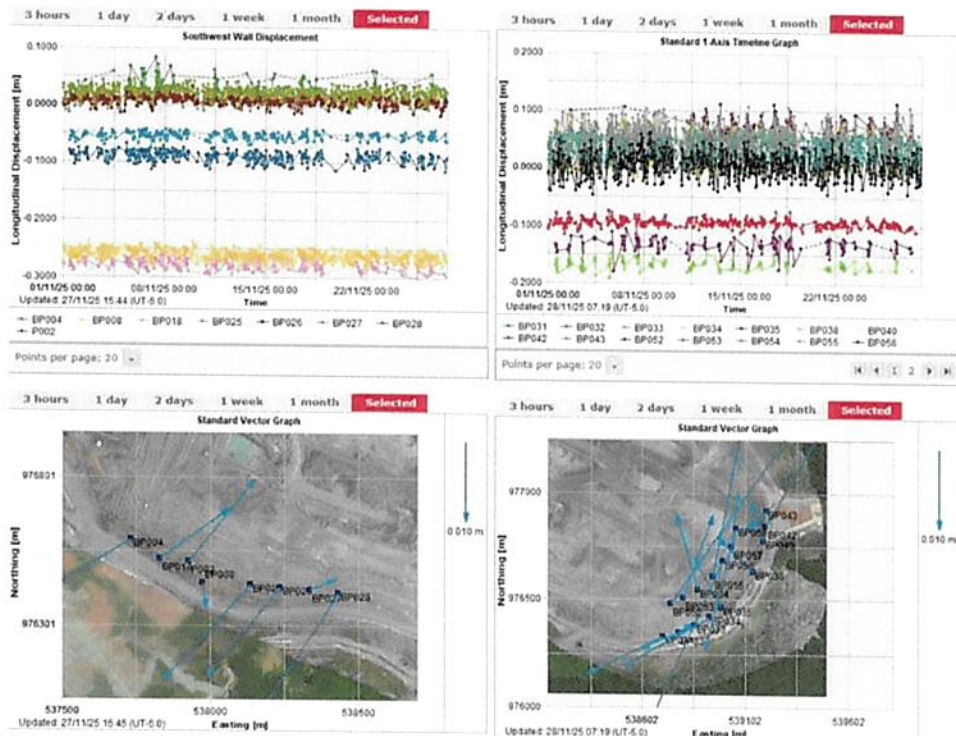 3 hours 1 day 2 days 1 week 1 month Selected
Southwest Wall Displacement
Longitudinal Displacement [m]
0.1000
0.0000
-0.1000
-0.2000
-0.3000
01/11/25 00:00 08/11/25 00:00 15/11/25 00:00 22/11/25 00:00
Updated: 27/11/25 15:44 (UT-5.0)
Time
BP004 BP008 BP018 BP025 BP026 BP027 BP028
P002
Points per page: 20
3 hours 1 day 2 days 1 week 1 month Selected
Standard 1-Axis Timeline Graph
Longitudinal Displacement [m]
0.2000
0.1000
0.0000
-0.1000
-0.2000
01/11/25 00:00 08/11/25 00:00 15/11/25 00:00 22/11/25 00:00
Updated: 28/11/25 07:19 (UT-5.0)
Time
BP031 BP032 BP033 BP034 BP035 BP038 BP040
BP042 BP043 BP052 BP053 BP054 BP055 BP056
Points per page: 20
1 2
3 hours 1 day 2 days 1 week 1 month Selected
Standard Vector Graph
Northing [m]
976801
976301
BP004
P002
BP028
0.010 m
537500 538000 538500
Updated: 27/11/25 15:45 (UT-5.0)
Easting [m]
3 hours 1 day 2 days 1 week 1 month Selected
Standard Vector Graph
Northing [m]
977000
976500
976000
BP043
BP042
0.010 m
538602 539102 539602
Updated: 28/11/25 07:19 (UT-5.0)
Easting [m]